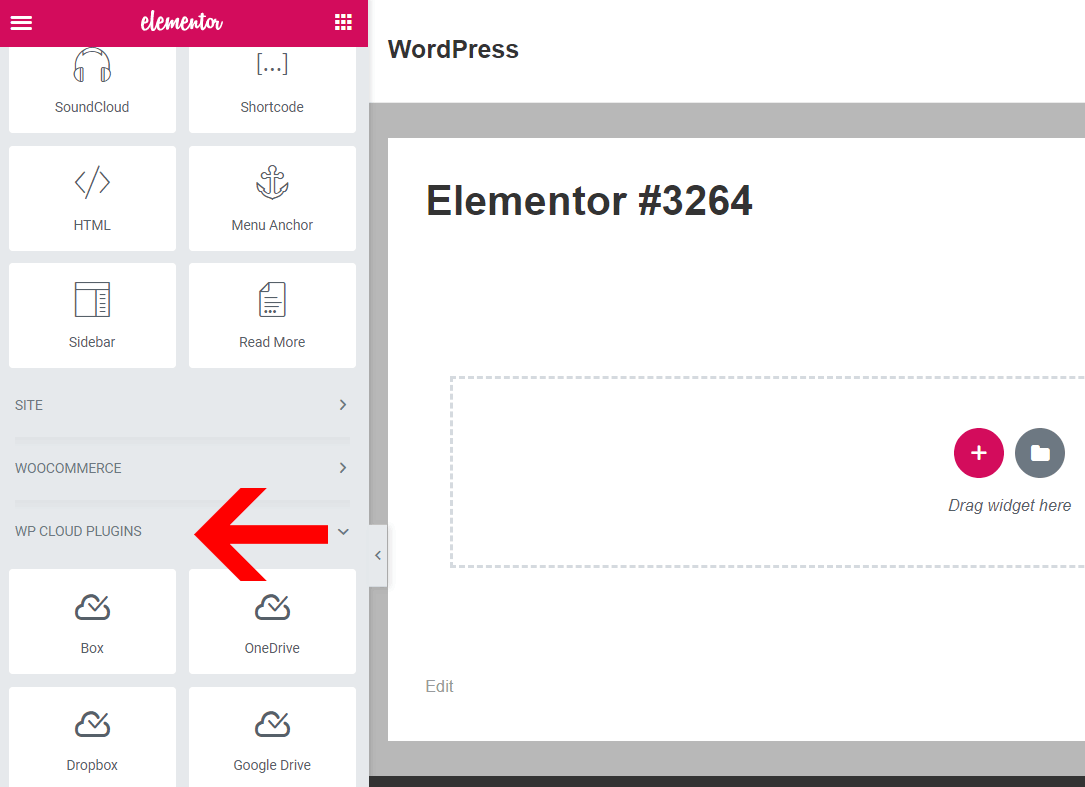 elementor
WordPress
SoundCloud
Shortcode
[...]
HTML
Menu Anchor
Elementor #3264
Sidebar
Read More
SITE
WOOCOMMERCE
WP CLOUD PLUGINS
Drag widget here
Box
OneDrive
Dropbox
Google Drive
Edit